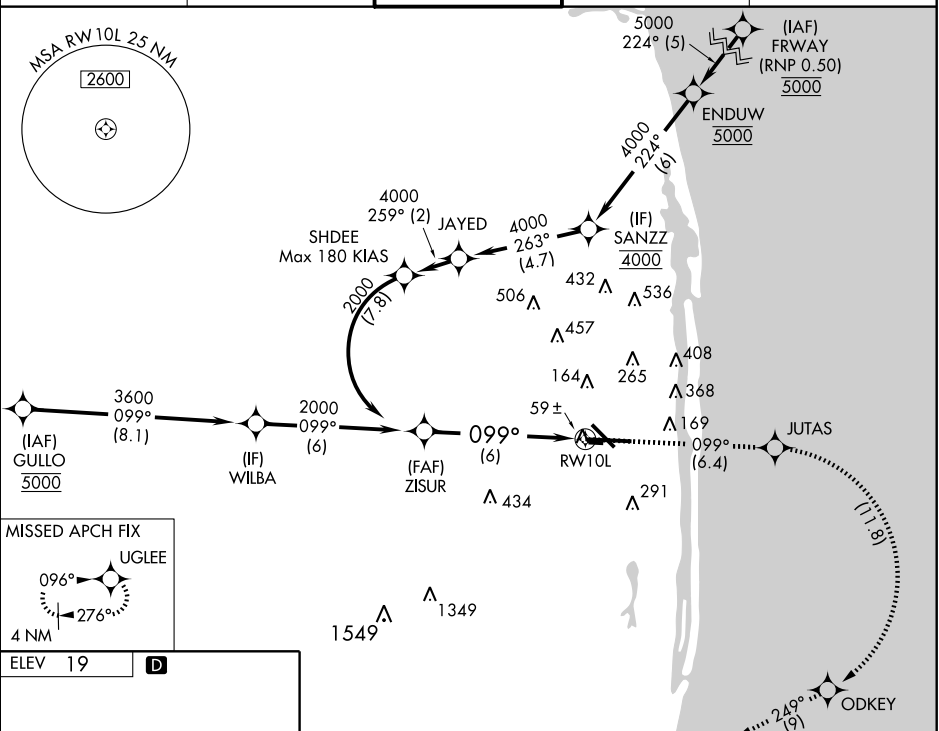 MSA RW10L 25 NM
2600
5000
224° (5)
(IAF)
FRWAY
(RNP 0.50)
5000
ENDUW
5000
4000
224°
(6)
(IF)
SANZZ
4000
4000
263°
(4.7)
JAYED
4000
259° (2)
SHDEE
Max 180 KIAS
2000
(7.8)
432
506
536
457
408
265
164
368
59 ±
169
3600
099°
(8.1)
(IAF)
GULLO
5000
2000
099°
(6)
(IF)
WILBA
099°
(6)
(FAF)
ZISUR
RW10L
099°
(6.4)
JUTAS
434
291
(11.8)
MISSED APCH FIX
UGLEE
096°
276°
4 NM
1349
1549
ELEV 19
D
ODKEY
249°
(9)